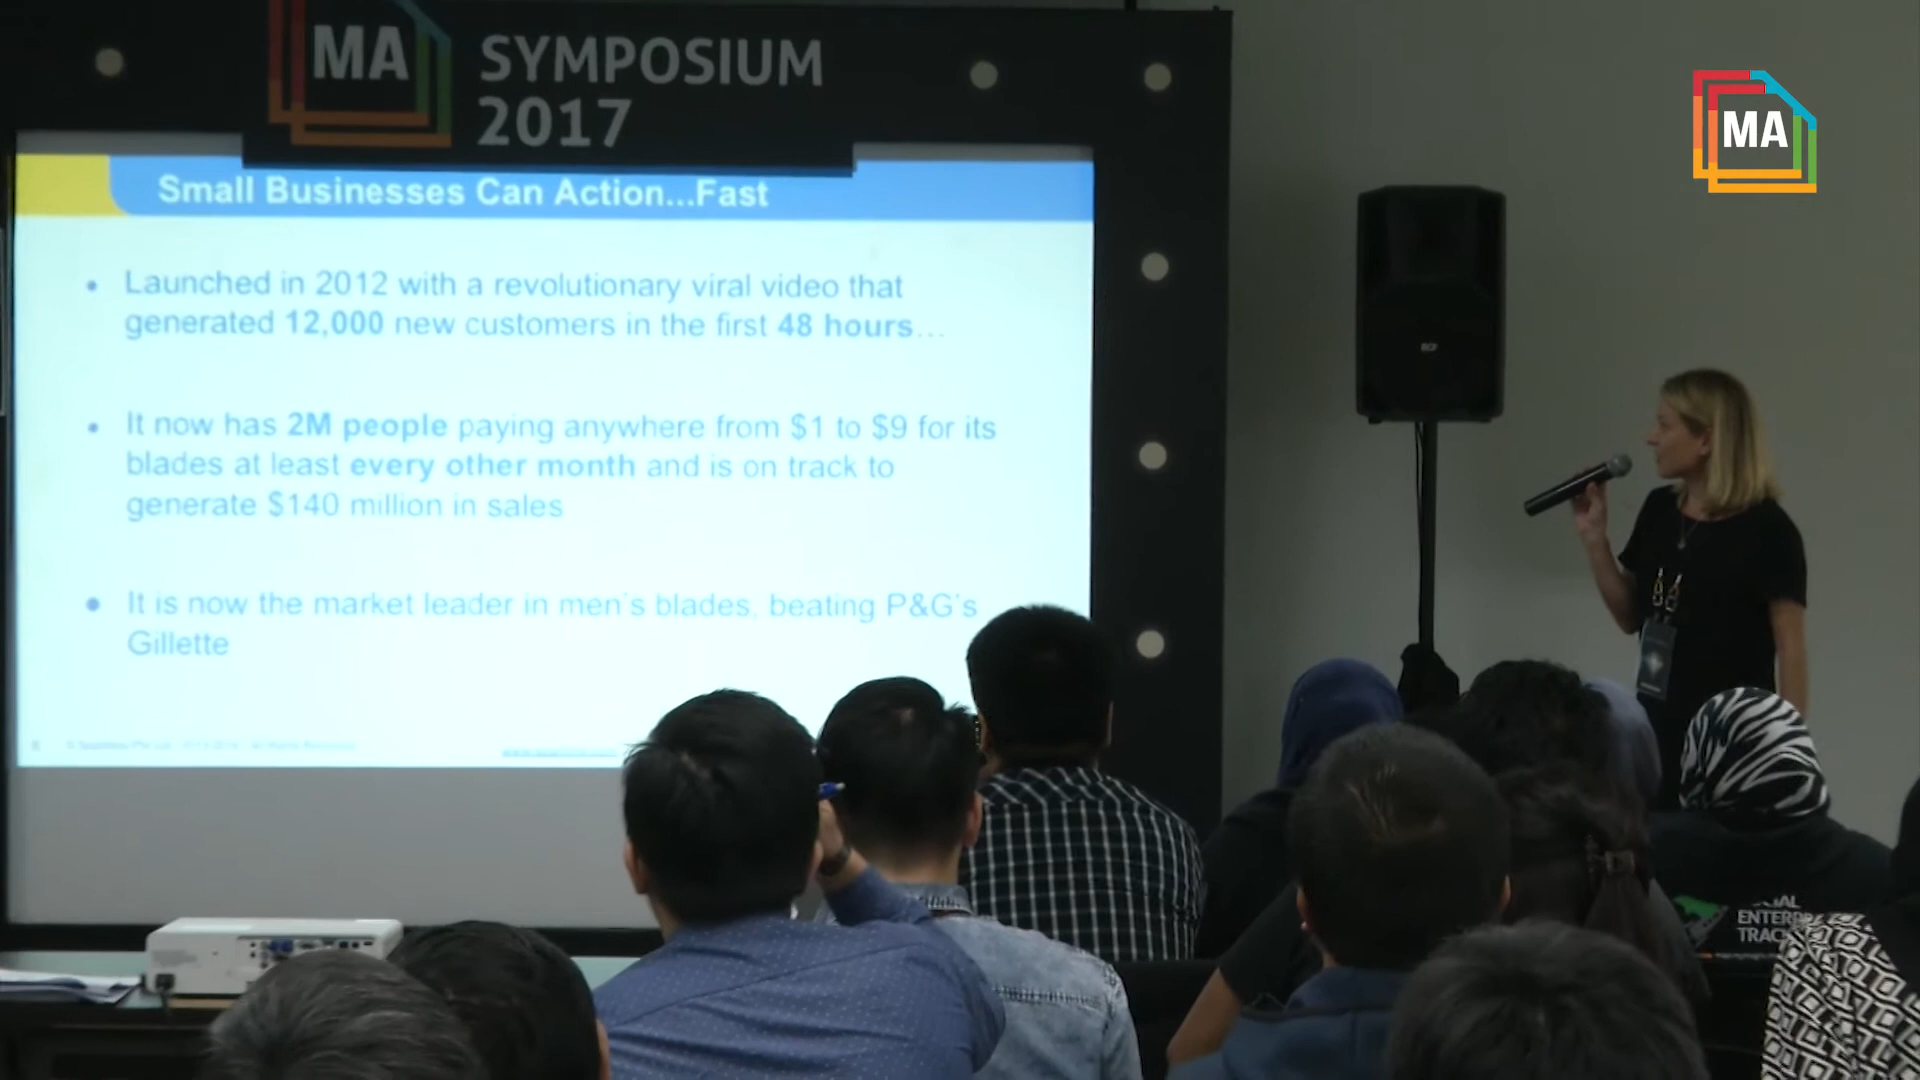 MA
SYMPOSIUM
2017
MA
Small Businesses Can Action...Fast
• Launched in 2012 with a revolutionary viral video that
generated 12,000 new customers in the first 48 hours...
• It now has 2M people paying anywhere from $1 to $9 for its
blades at least every other month and is on track to
generate $140 million in sales
• It is now the market leader in men's blades, beating P&G's
Gillette
RCF
ENTERP
TRAC